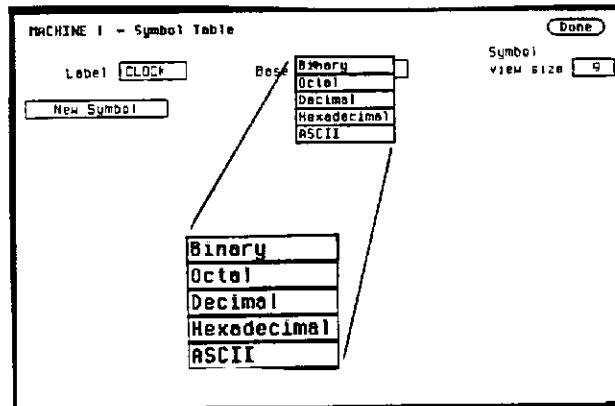 MACHINE 1 - Symbol Table
Done
Label CLOCK
Base
Symbol
view size 9
New Symbol
Binary
Octal
Decimal
Hexadecimal
ASCII
Binary
Octal
Decimal
Hexadecimal
ASCII